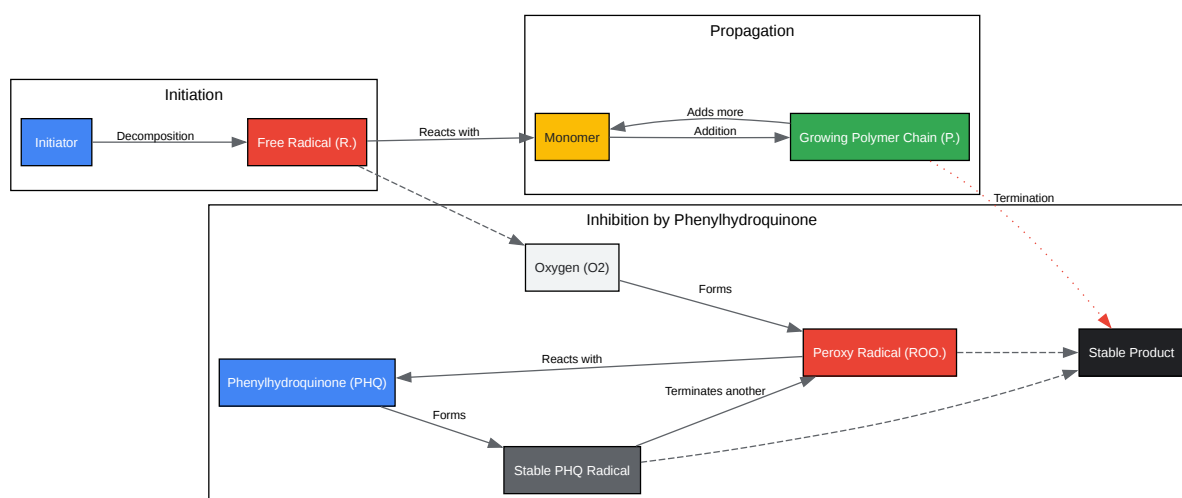 Propagation
Initiation
Initiator
Decomposition
Free Radical (R.)
Reacts with
Monomer
Adds more
Addition
Growing Polymer Chain (P.)
Termination
Inhibition by Phenylhydroquinone
Oxygen (O2)
Forms
Peroxy Radical (ROO.)
Stable Product
Reacts with
Phenylhydroquinone (PHQ)
Terminates another
Forms
Stable PHQ Radical